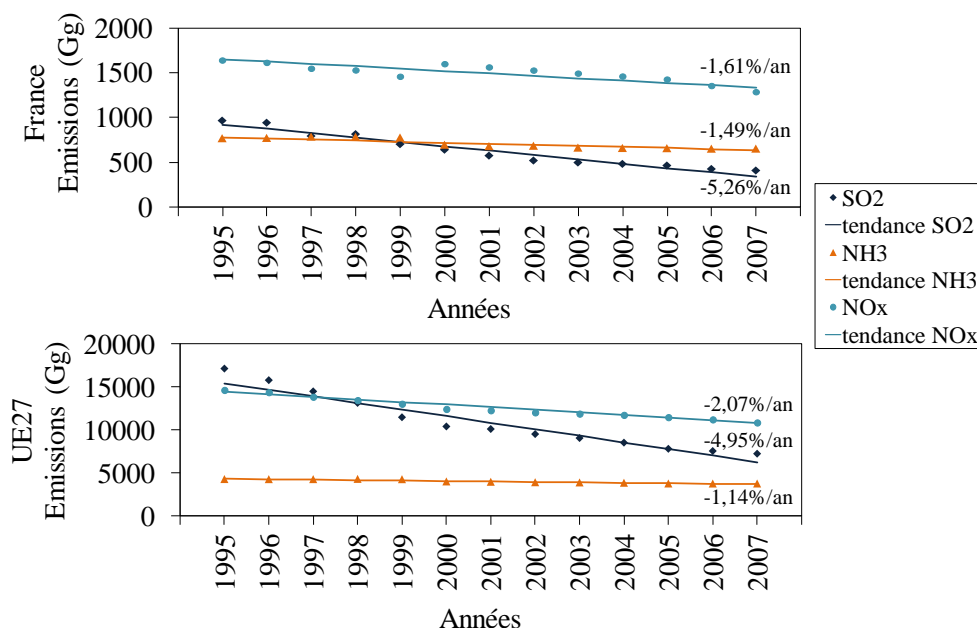 France
Emissions (Gg)
2000
1500
1000
500
0
-1,61%/an
-1,49%/an
-5,26%/an
1995
1996
1997
1998
1999
2000
2001
2002
2003
2004
2005
2006
2007
Années
SO2
tendance SO2
NH3
tendance NH3
NOx
tendance NOx
UE27
Emissions (Gg)
20000
15000
10000
5000
0
-2,07%/an
-4,95%/an
-1,14%/an
1995
1996
1997
1998
1999
2000
2001
2002
2003
2004
2005
2006
2007
Années